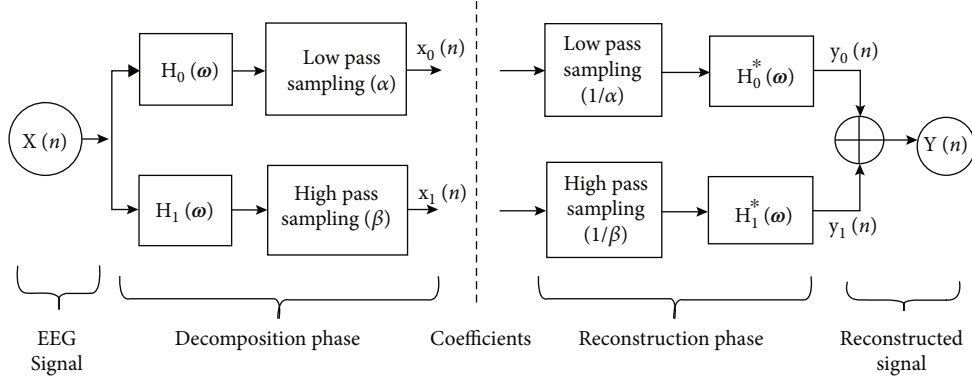 X (n)
H₀ (ω)
Low pass
sampling (α)
x₀ (n)
H₁ (ω)
High pass
sampling (β)
x₁ (n)
Low pass
sampling
(1/α)
H₀* (ω)
y₀ (n)
High pass
sampling
(1/β)
H₁* (ω)
y₁ (n)
Y (n)
EEG
Signal
Decomposition phase
Coefficients
Reconstruction phase
Reconstructed
signal